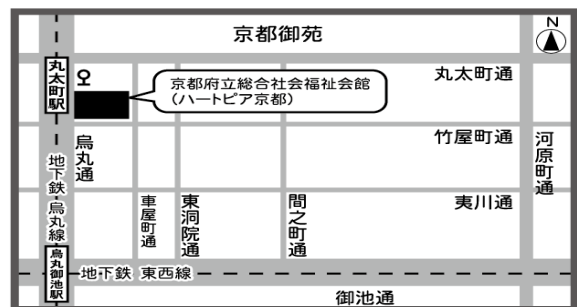 京都御苑
N
丸太町駅
京都府立総合社会福祉会館
（ハートピア京都）
丸太町通
烏丸通
竹屋町通
河原町通
地下鉄 烏丸線
車屋町通
東洞院通
間之町通
夷川通
烏丸御池駅
地下鉄 東西線
御池通